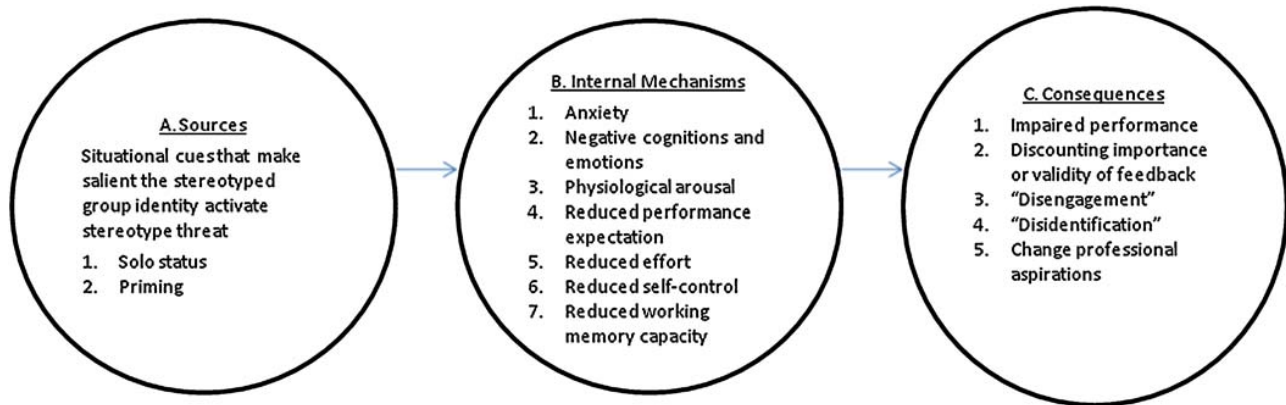 A. Sources
Situational cues that make
salient the stereotyped
group identity activate
stereotype threat
1. Solo status
2. Priming
B. Internal Mechanisms
1. Anxiety
2. Negative cognitions and
emotions
3. Physiological arousal
4. Reduced performance
expectation
5. Reduced effort
6. Reduced self-control
7. Reduced working
memory capacity
C. Consequences
1. Impaired performance
2. Discounting importance
or validity of feedback
3. “Disengagement”
4. “Disidentification”
5. Change professional
aspirations